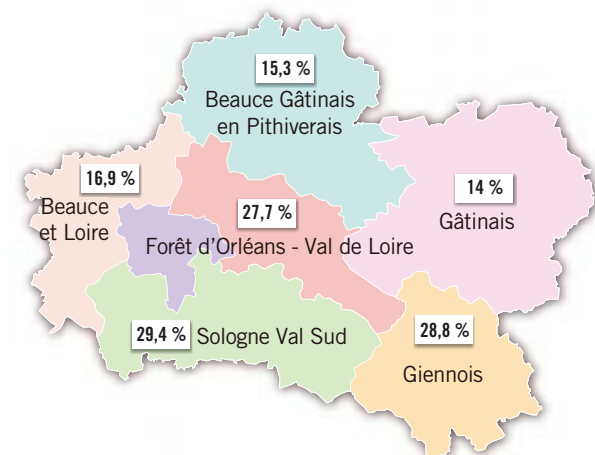 15,3 %
Beauce Gâtinais
en Pithiverais
16,9 %
Beauce
et Loire
27,7 %
Forêt d'Orléans - Val de Loire
14 %
Gâtinais
29,4 % Sologne Val Sud
28,8 %
Giennois